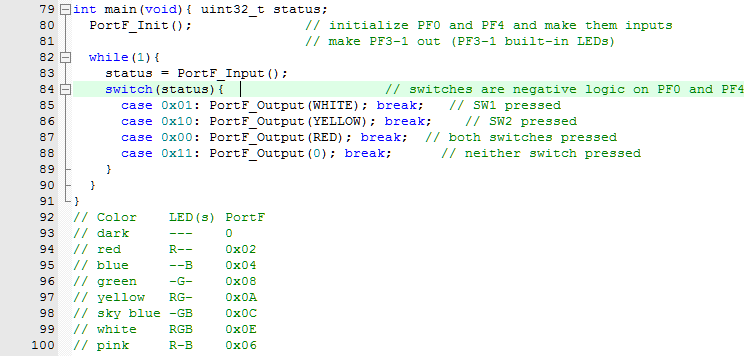 79 int main(void){ uint32_t status;
80 PortF_Init(); // initialize PF0 and PF4 and make them inputs
81 // make PF3-1 out (PF3-1 built-in LEDs)
82 while(1){
83 status = PortF_Input();
84 switch(status){ // switches are negative logic on PF0 and PF4
85 case 0x01: PortF_Output(WHITE); break; // SW1 pressed
86 case 0x10: PortF_Output(YELLOW); break; // SW2 pressed
87 case 0x00: PortF_Output(RED); break; // both switches pressed
88 case 0x11: PortF_Output(0); break; // neither switch pressed
89 }
90 }
91 }
92 // Color LED(s) PortF
93 // dark --- 0
94 // red R-- 0x02
95 // blue --B 0x04
96 // green -G- 0x08
97 // yellow RG- 0x0A
98 // sky blue -GB 0x0C
99 // white RGB 0x0E
100 // pink R-B 0x06